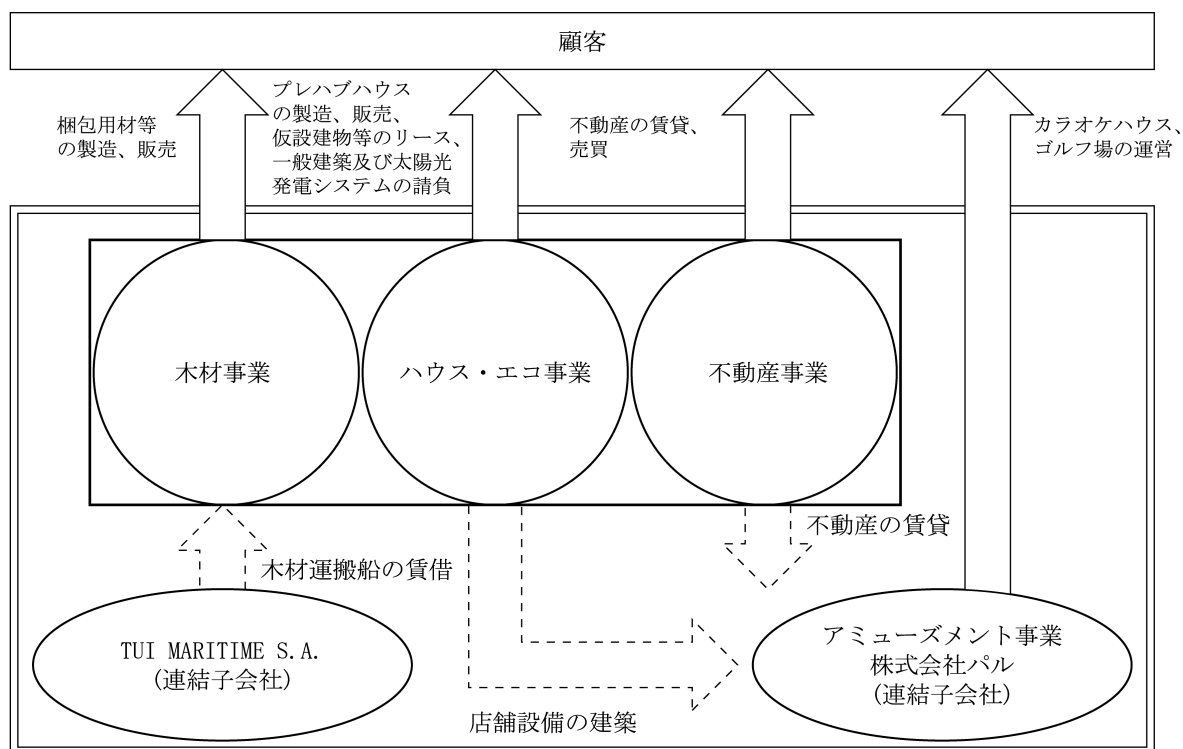 顧客
梱包用材等
の製造、販売
プレハブハウス
の製造、販売、
仮設建物等のリース、
一般建築及び太陽光
発電システムの請負
不動産の賃貸、
売買
カラオケハウス、
ゴルフ場の運営
木材事業
ハウス・エコ事業
不動産事業
木材運搬船の賃借
不動産の賃貸
TUI MARITIME S.A.
(連結子会社)
アミューズメント事業
株式会社パル
(連結子会社)
店舗設備の建築